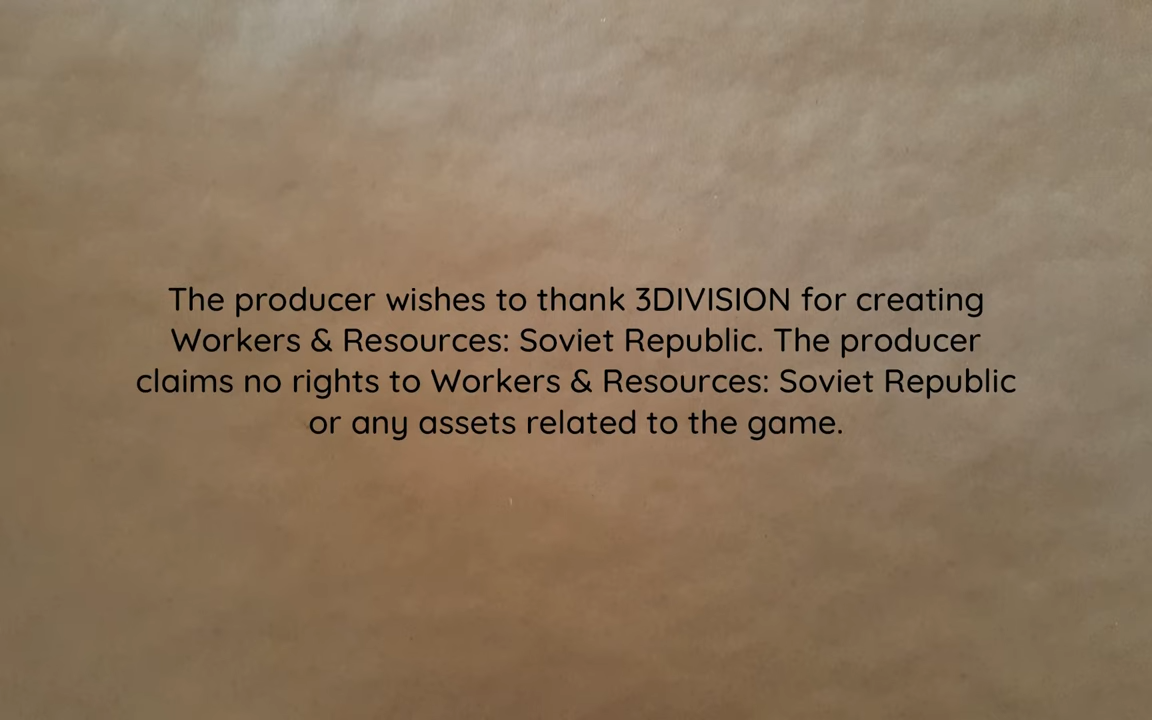 The producer wishes to thank 3DIVISION for creating
Workers & Resources: Soviet Republic. The producer
claims no rights to Workers & Resources: Soviet Republic
or any assets related to the game.